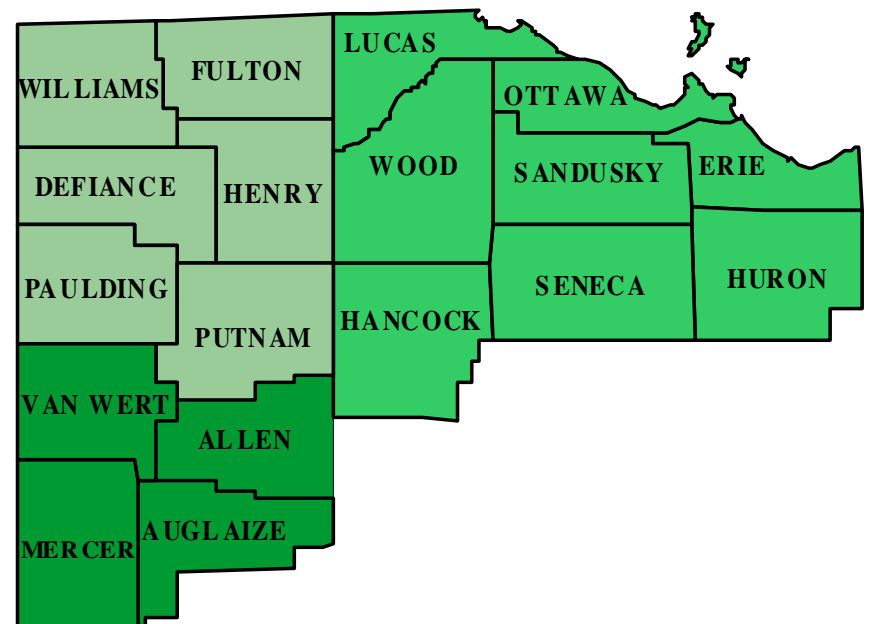 LUCAS
FULTON
WILLIAMS
OTTAWA
WOOD
SANDUSKY
ERIE
DEFIANCE
HENRY
PAULDING
SENECA
HURON
HANCOCK
PUTNAM
VAN WERT
ALLEN
AUGLAIZE
MERCER